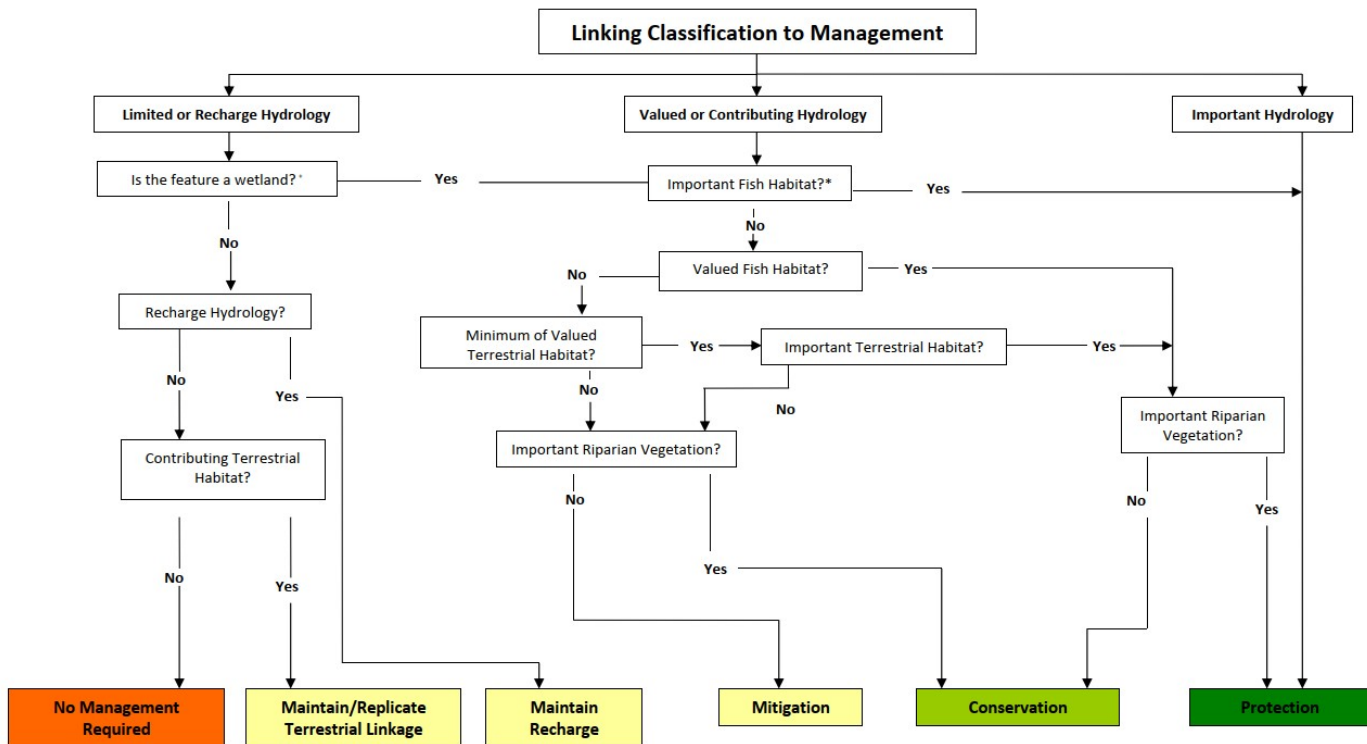 Linking Classification to Management
Limited or Recharge Hydrology
Valued or Contributing Hydrology
Important Hydrology
Is the feature a wetland? *
Yes
Important Fish Habitat?*
Yes
No
No
No
Valued Fish Habitat?
Yes
Recharge Hydrology?
Minimum of Valued
Terrestrial Habitat?
Yes
Important Terrestrial Habitat?
Yes
No
Yes
No
No
Important Riparian
Vegetation?
Contributing Terrestrial
Habitat?
Important Riparian Vegetation?
No
No
Yes
No
Yes
Yes
No Management
Required
Maintain/Replicate
Terrestrial Linkage
Maintain
Recharge
Mitigation
Conservation
Protection